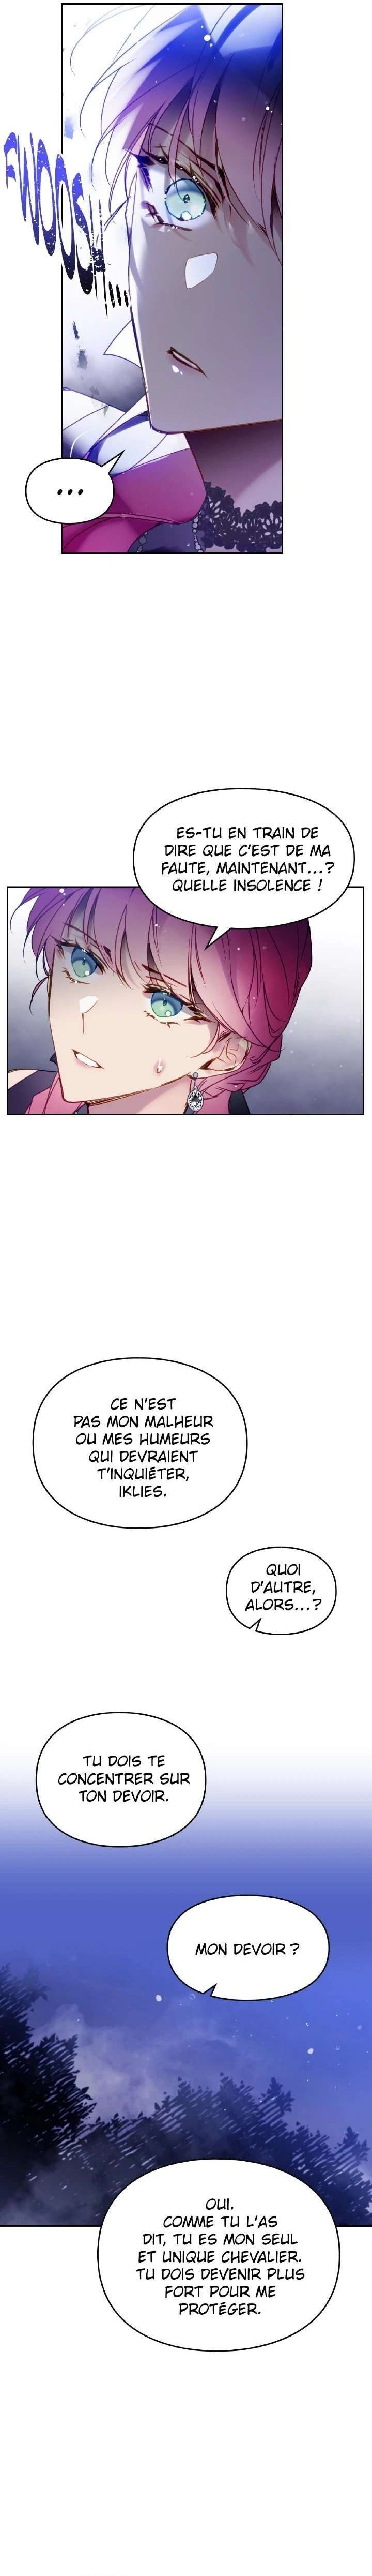 FWOOSH
...
ES-TU EN TRAIN DE
DIRE QUE C'EST DE MA
FAUTE, MAINTENANT...?
QUELLE INSOLENCE !
CE N'EST
PAS MON MALHEUR
OU MES HUMEURS
QUI DEVRAIENT
T'INQUIÉTER,
IKLIES.
QUOI
D'AUTRE,
ALORS...?
TU DOIS TE
CONCENTRER SUR
TON DEVOIR.
MON DEVOIR ?
OUI.
COMME TU L'AS
DIT, TU ES MON SEUL
ET UNIQUE CHEVALIER.
TU DOIS DEVENIR PLUS
FORT POUR ME
PROTÉGER.